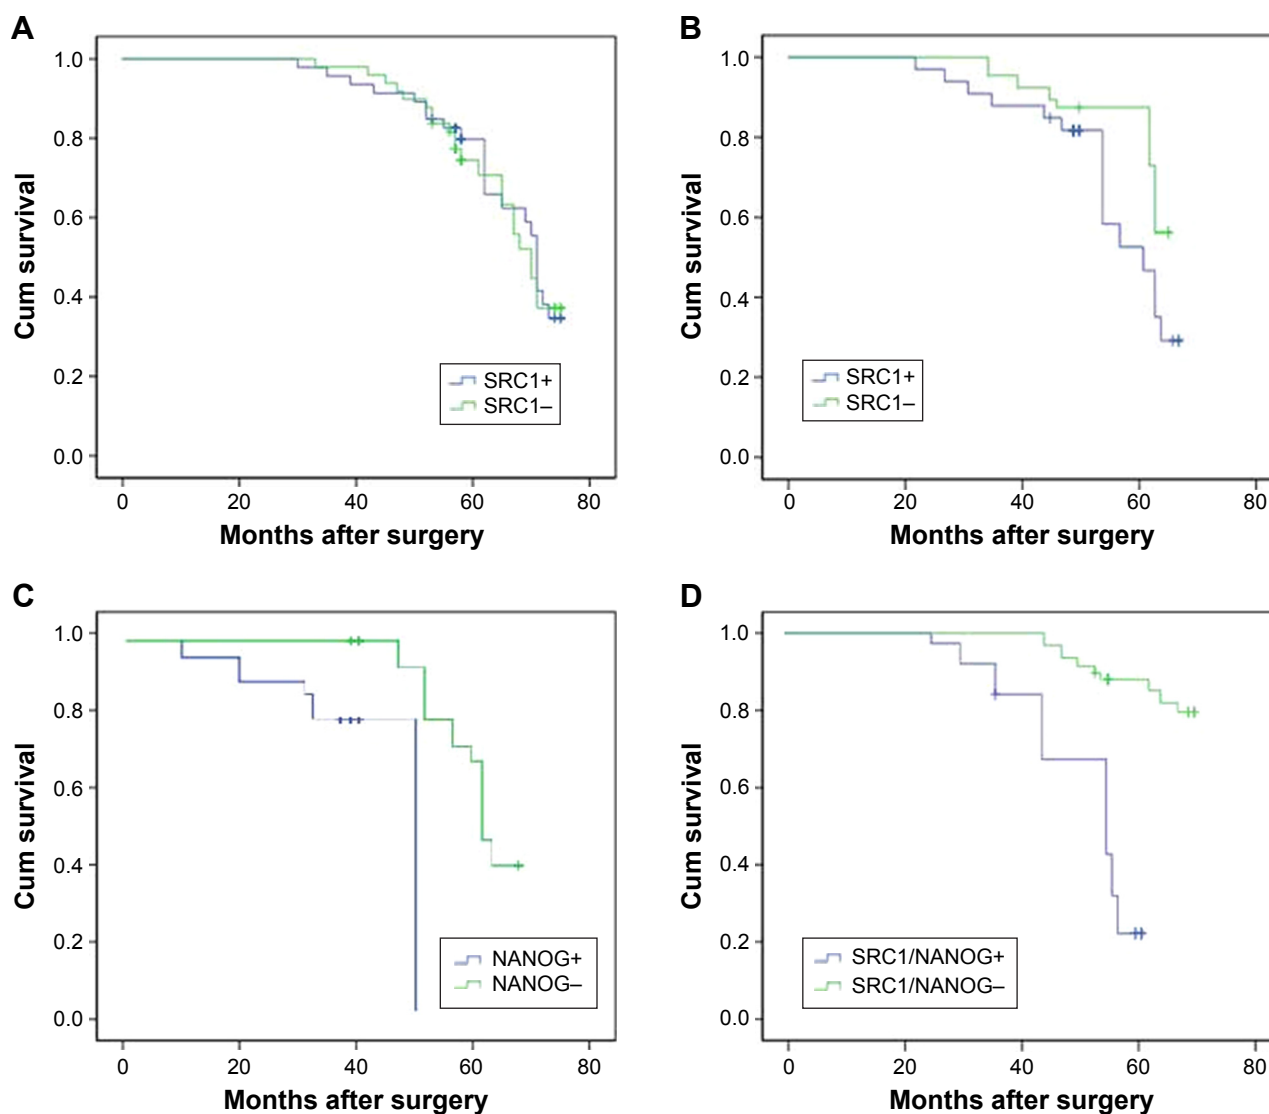 A
1.0
0.8
0.6
0.4
0.2
0.0
Cum survival
SRC1+
SRC1–
0 20 40 60 80
Months after surgery
B
1.0
0.8
0.6
0.4
0.2
0.0
Cum survival
SRC1+
SRC1–
0 20 40 60 80
Months after surgery
C
1.0
0.8
0.6
0.4
0.2
0.0
Cum survival
NANOG+
NANOG–
0 20 40 60 80
Months after surgery
D
1.0
0.8
0.6
0.4
0.2
0.0
Cum survival
SRC1/NANOG+
SRC1/NANOG–
0 20 40 60 80
Months after surgery